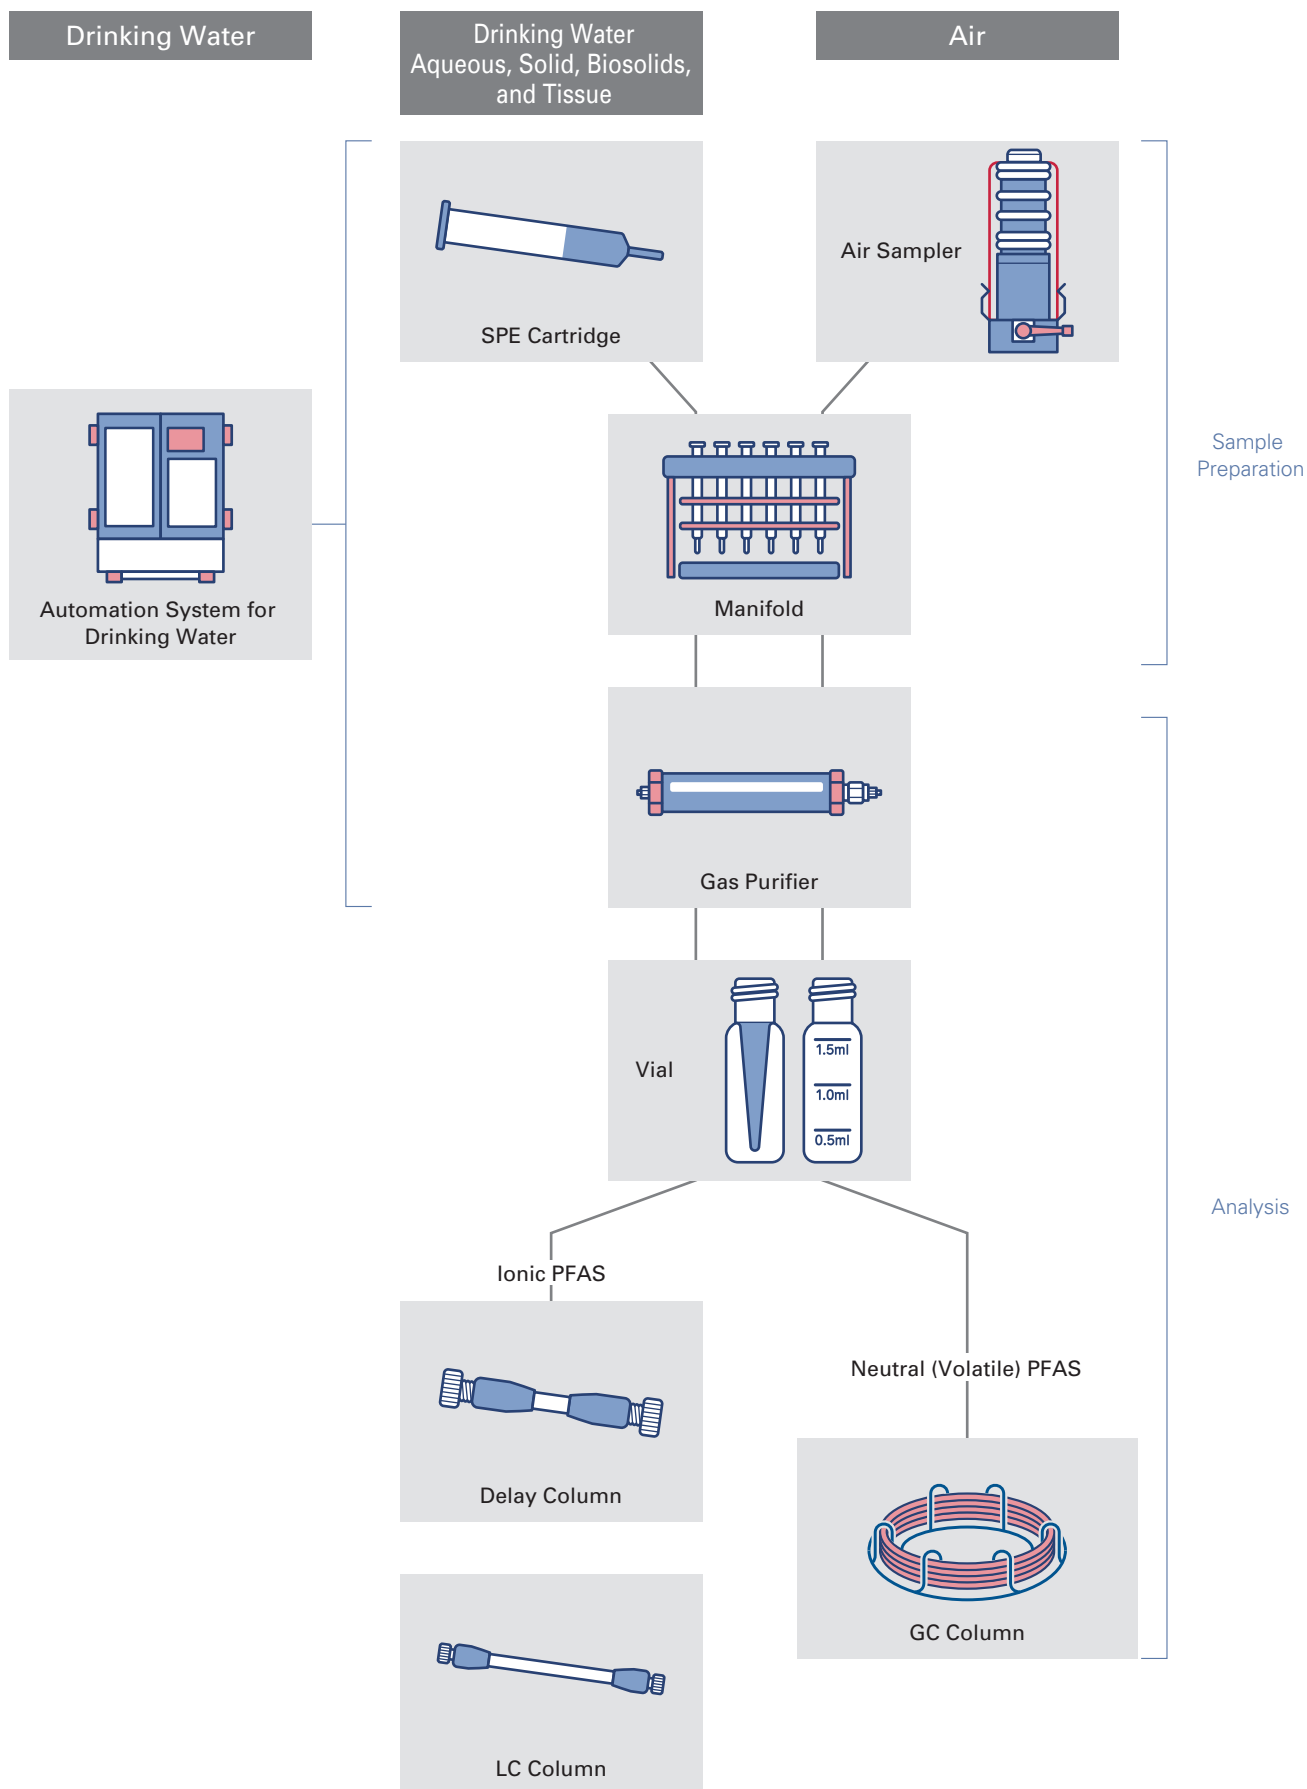 Drinking Water
Drinking Water
Aqueous, Solid, Biosolids,
and Tissue
Air
SPE Cartridge
Air Sampler
Sample
Preparation
Automation System for
Drinking Water
Manifold
Gas Purifier
Vial
1.5ml
1.0ml
0.5ml
Analysis
Ionic PFAS
Delay Column
Neutral (Volatile) PFAS
GC Column
LC Column